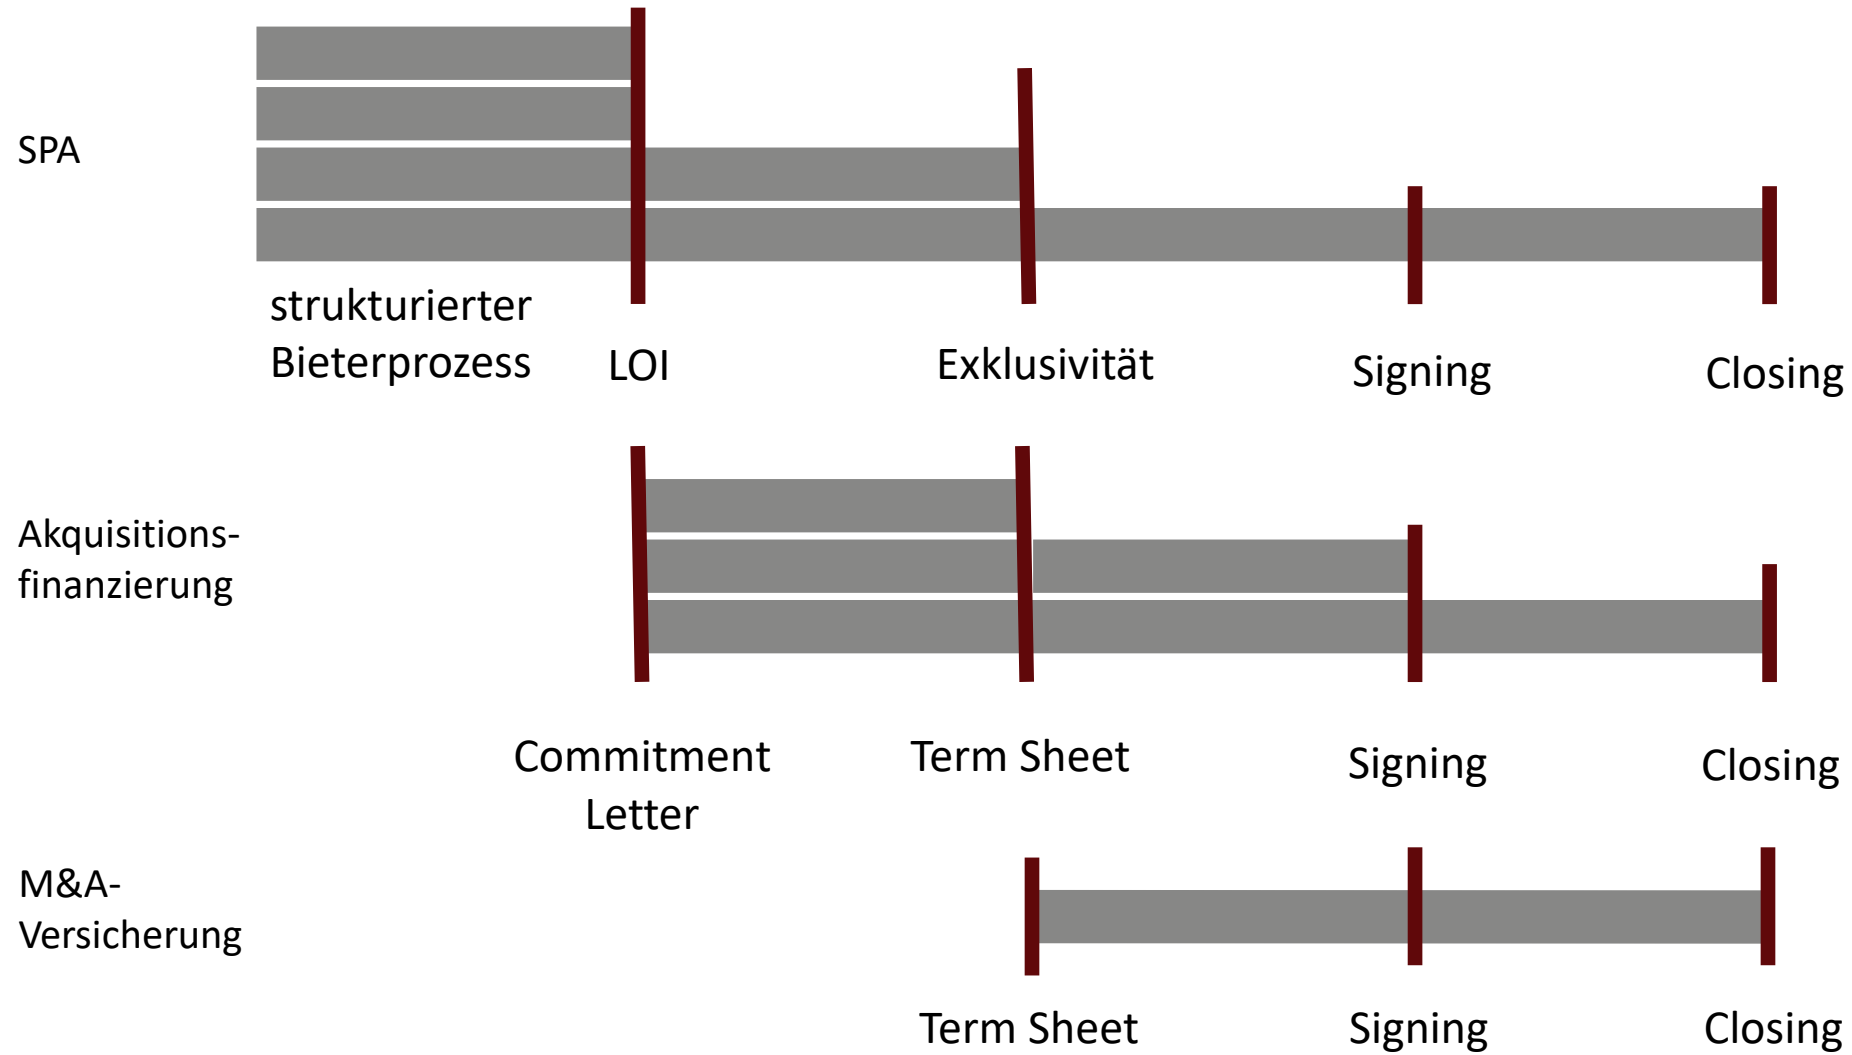 SPA
strukturierter
Bieterprozess
LOI
Exklusivität
Signing
Closing
Akquisitions-
finanzierung
Commitment
Letter
Term Sheet
Signing
Closing
M&A-
Versicherung
Term Sheet
Signing
Closing